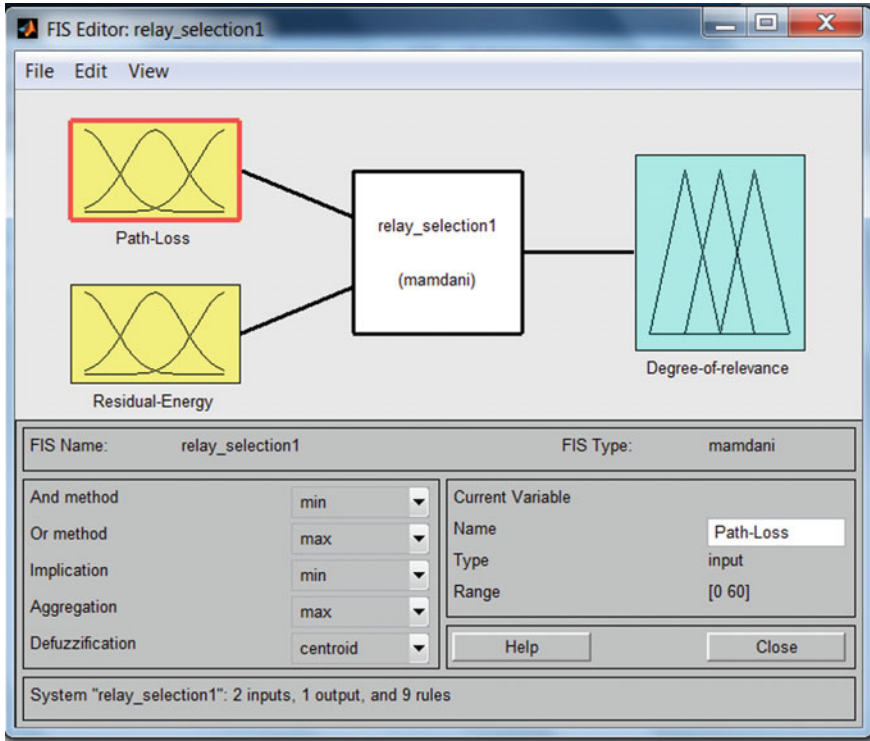 FIS Editor: relay_selection1
File Edit View
Path-Loss
Residual-Energy
relay_selection1
(mamdani)
Degree-of-relevance
FIS Name: relay_selection1 FIS Type: mamdani
And method min
Or method max
Implication min
Aggregation max
Defuzzification centroid
Current Variable
Name Path-Loss
Type input
Range [0 60]
Help Close
System "relay_selection1": 2 inputs, 1 output, and 9 rules